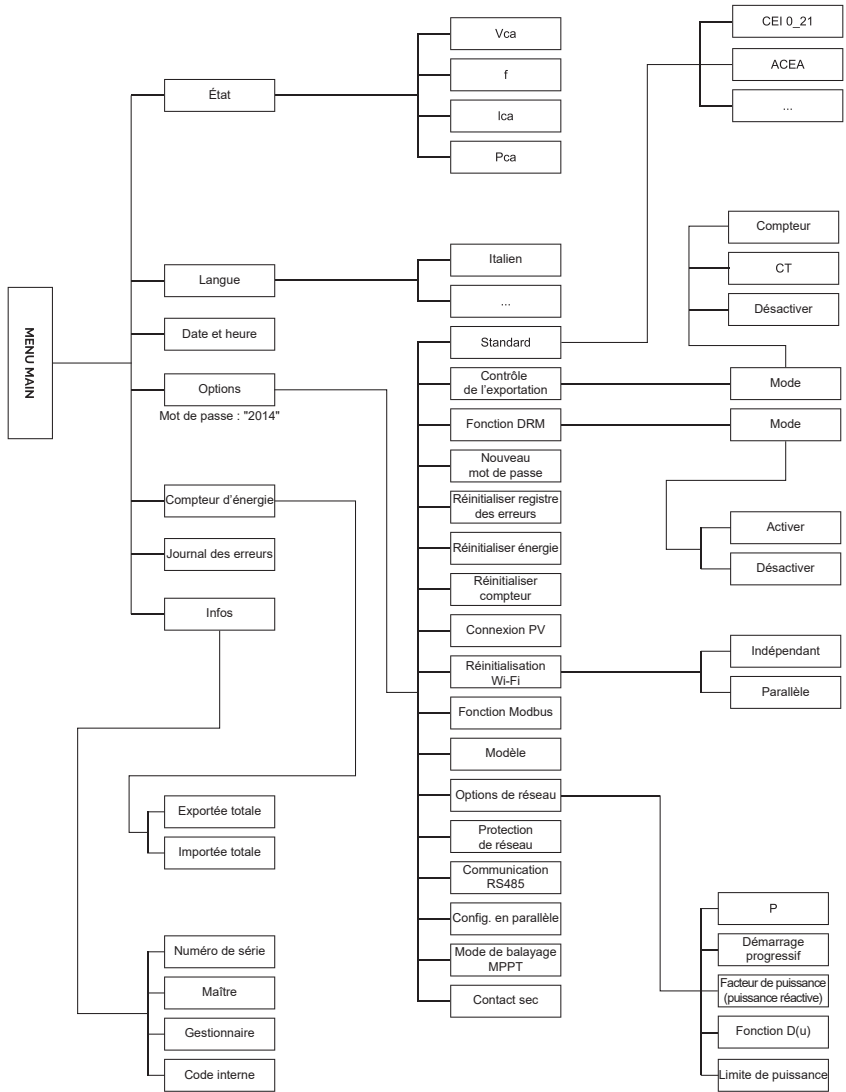 MENU MAIN
État
Vca
f
Ica
Pca
Langue
Italien
...
Date et heure
Options
Mot de passe : "2014"
Standard
CEI 0_21
ACEA
...
Contrôle
de l'exportation
Mode
Compteur
CT
Désactiver
Fonction DRM
Mode
Activer
Désactiver
Nouveau
mot de passe
Réinitialiser registre
des erreurs
Réinitialiser énergie
Réinitialiser
compteur
Connexion PV
Réinitialisation
Wi-Fi
Indépendant
Parallèle
Fonction Modbus
Modèle
Options de réseau
P
Démarrage
progressif
Facteur de puissance
(puissance réactive)
Fonction D(u)
Limite de puissance
Protection
de réseau
Communication
RS485
Config. en parallèle
Mode de balayage
MPPT
Contact sec
Compteur d’énergie
Exportée totale
Importée totale
Journal des erreurs
Infos
Numéro de série
Maître
Gestionnaire
Code interne